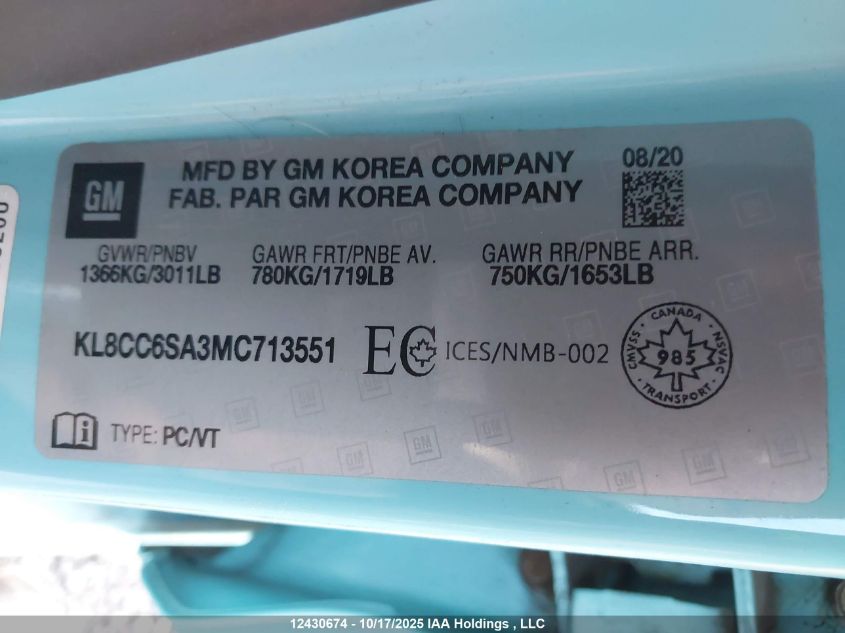 MFD BY GM KOREA COMPANY
08/20
GM
FAB. PAR GM KOREA COMPANY
GVWR/PNBV
GAWR FRT/PNBE AV.
GAWR RR/PNBE ARR.
1366KG/3011LB
780KG/1719LB
750KG/1653LB
KL8CC6SA3MC713551
EC
ICES/NMB-002
CANADA
CMVSS
985
NSVAC
TRANSPORT
i
TYPE: PC/VT
12430674 - 10/17/2025 IAA Holdings , LLC